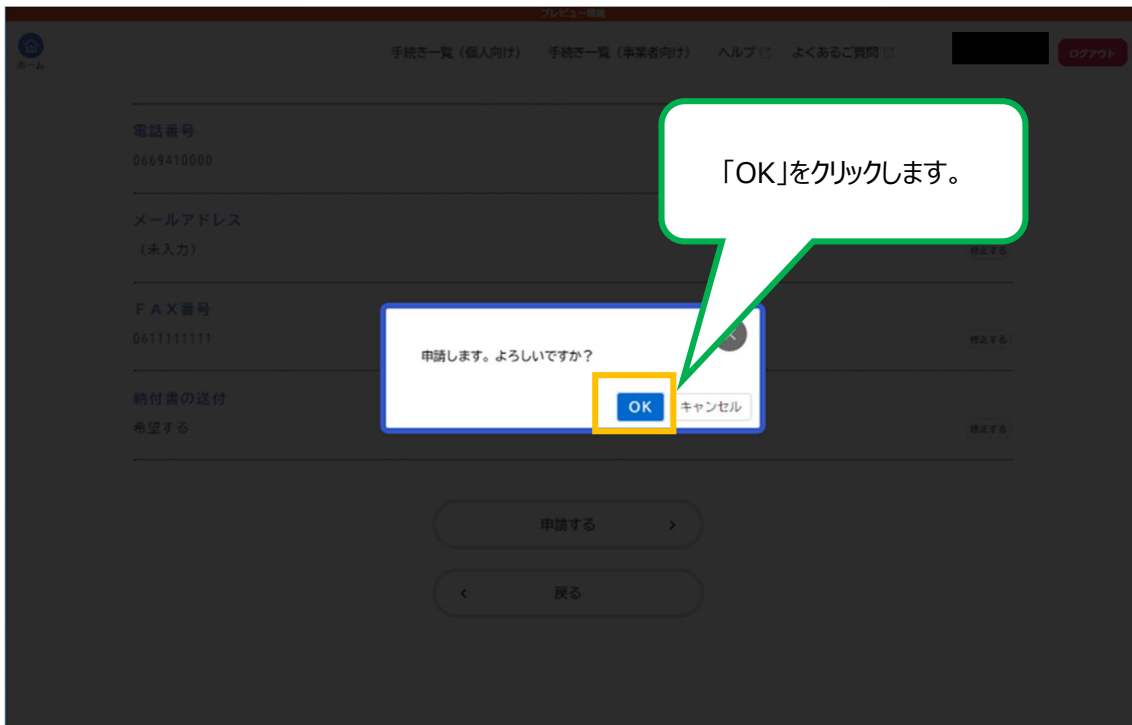 プレビュー環境
ホーム
手続き一覧（個人向け） 手続き一覧（事業者向け） ヘルプ よくあるご質問 ログアウト
電話番号
0669410000
「OK」をクリックします。
メールアドレス
（未入力）
修正する
ＦＡＸ番号
0611111111
修正する
申請します。よろしいですか？
OK キャンセル
納付書の送付
希望する
修正する
申請する
戻る